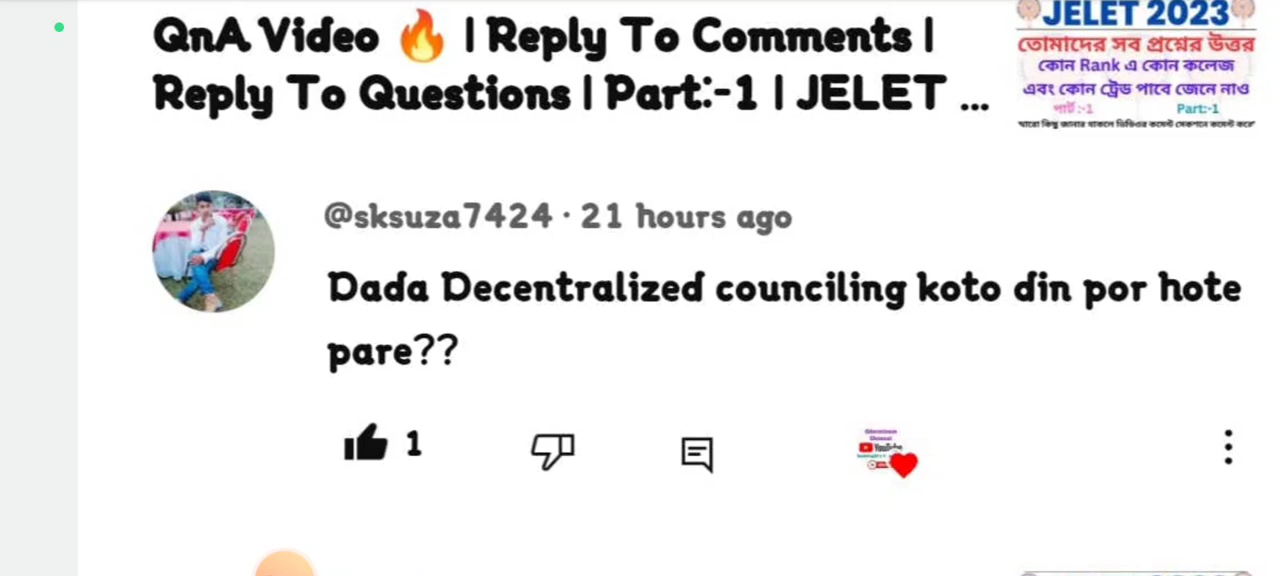 QnA Video 🔥 | Reply To Comments |
Reply To Questions | Part:-1 | JELET ...
JELET 2023
তোমাদের সব প্রশ্নের উত্তর
কোন Rank এ কোন কলেজ
এবং কোন ট্রেড পাবে জেনে নাও
পার্ট :-1 Part:-1
@sksuza7424 · 21 hours ago
Dada Decentralized counciling koto din por hote
pare??
1